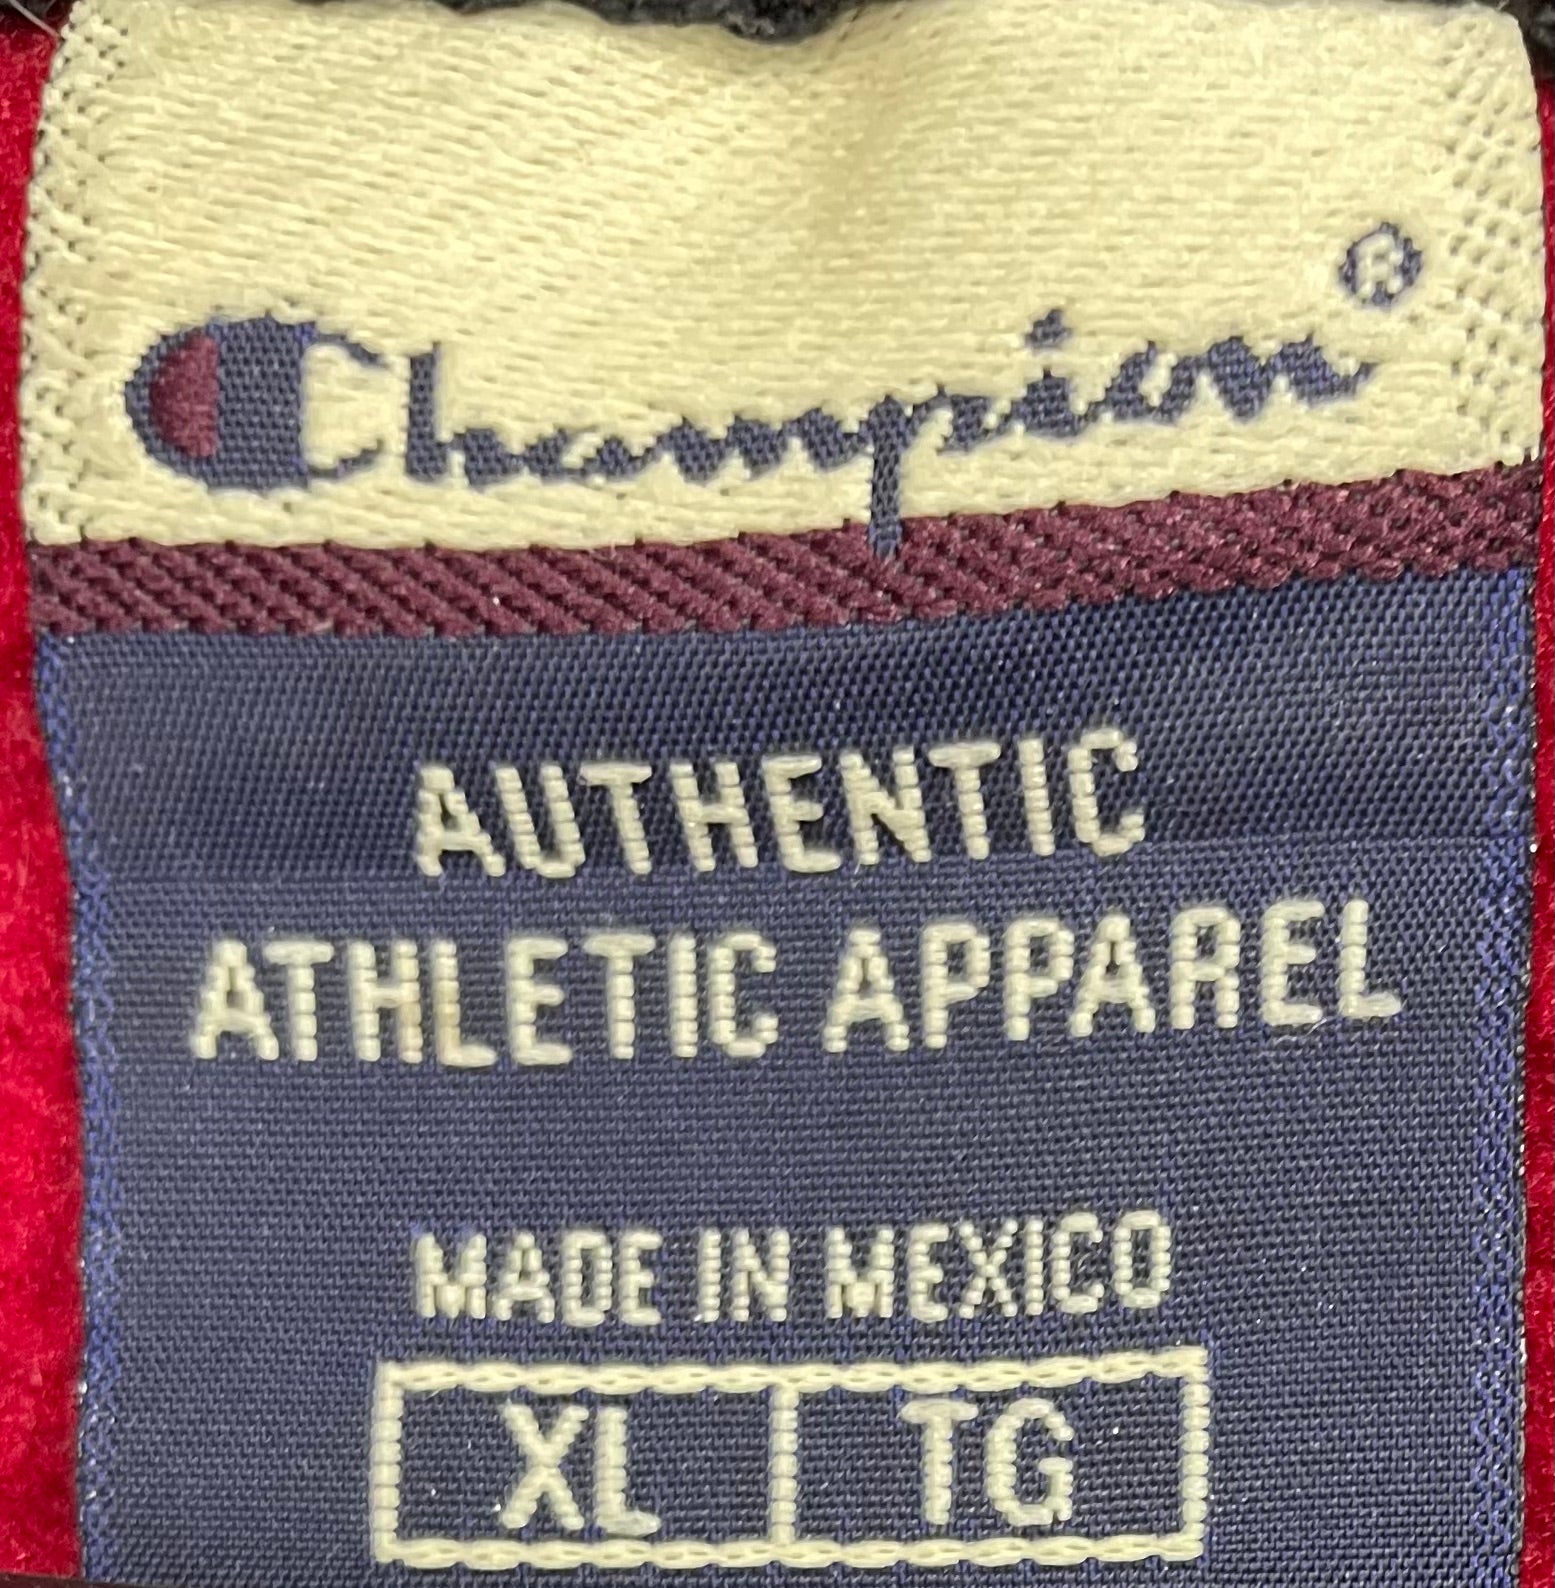 Champion®
AUTHENTIC
ATHLETIC APPAREL
MADE IN MEXICO
XL TG